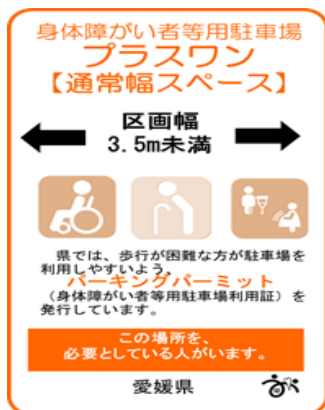 身体障がい者等用駐車場
プラスワン
【通常幅スペース】
区画幅
3.5m未満
県では、歩行が困難な方が駐車場を
利用しやすいよう、
パーキングパーミット
（身体障がい者等用駐車場利用証）を
発行しています。
この場所を、
必要としている人がいます。
愛媛県